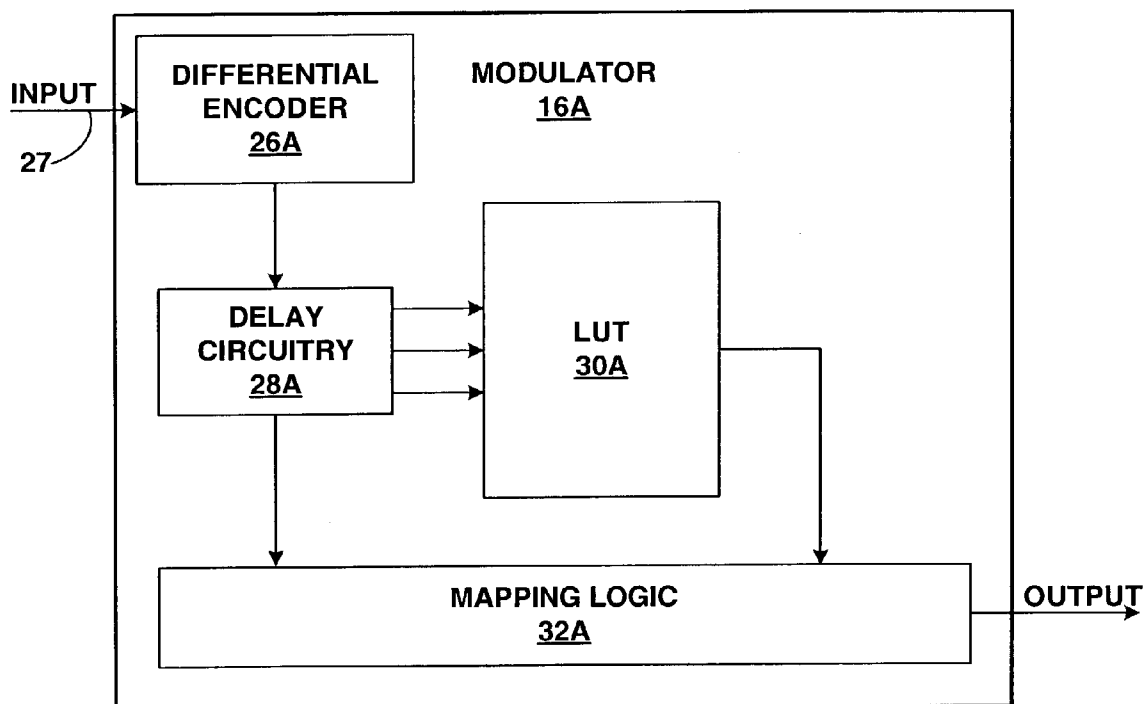 DIFFERENTIAL
ENCODER
26A
MODULATOR
16A
INPUT
27
DELAY
CIRCUITRY
28A
LUT
30A
MAPPING LOGIC
32A
OUTPUT